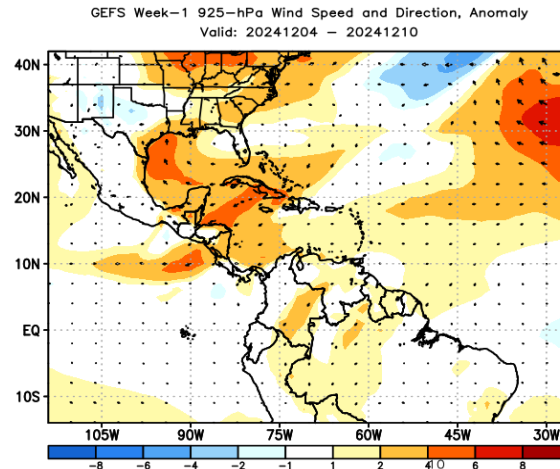 GEFS Week-1 925-hPa Wind Speed and Direction, Anomaly
Valid: 20241204 - 20241210
40N
30N
20N
10N
EQ
10S
105W 90W 75W 60W 45W 30W
-8 -6 -4 -2 -1 1 2 4 6 8
10